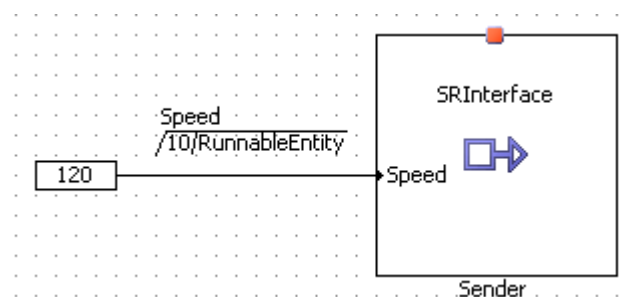 SRInterface
Speed
/10/RunnableEntity
120
Speed
Sender